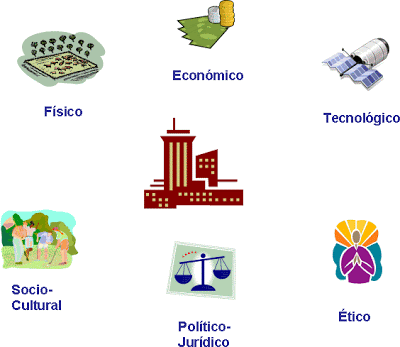 Económico
Físico
Tecnológico
Socio-
Cultural
Político-
Jurídico
Ético